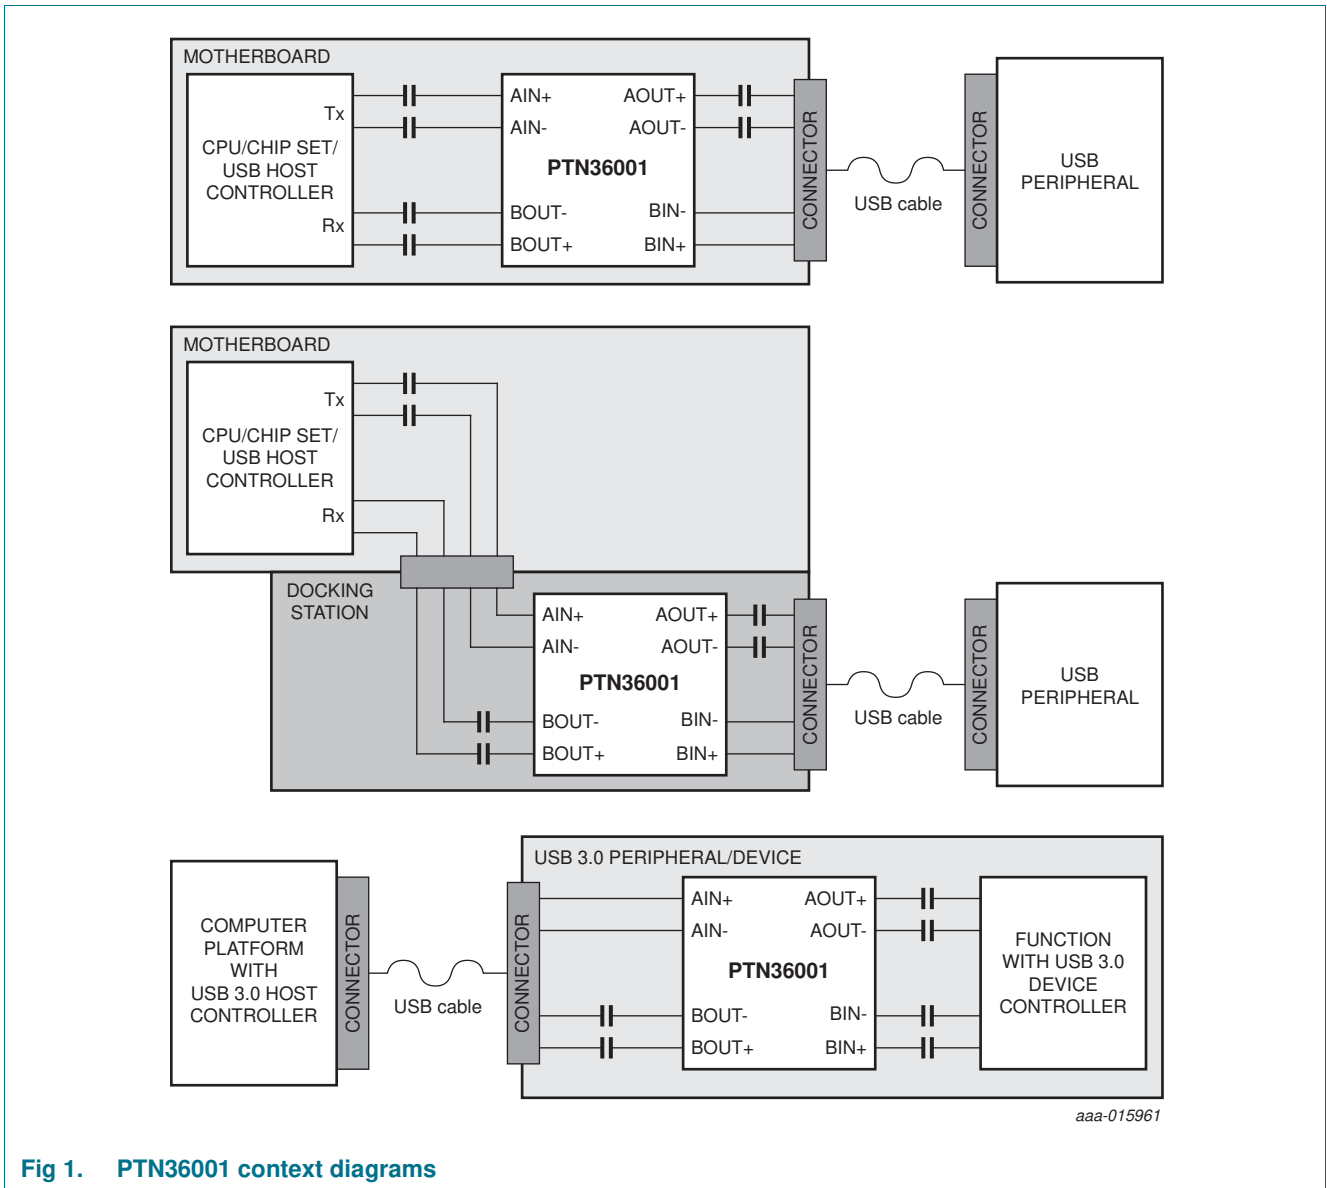 MOTHERBOARD
Tx
CPU/CHIP SET/
USB HOST
CONTROLLER
Rx
AIN+
AOUT+
AIN-
AOUT-
PTN36001
BOUT-
BIN-
BOUT+
BIN+
CONNECTOR
USB cable
CONNECTOR
USB
PERIPHERAL
MOTHERBOARD
Tx
CPU/CHIP SET/
USB HOST
CONTROLLER
Rx
DOCKING
STATION
AIN+
AOUT+
AIN-
AOUT-
PTN36001
BOUT-
BIN-
BOUT+
BIN+
CONNECTOR
USB cable
CONNECTOR
USB
PERIPHERAL
COMPUTER
PLATFORM
WITH
USB 3.0 HOST
CONTROLLER
CONNECTOR
USB cable
CONNECTOR
USB 3.0 PERIPHERAL/DEVICE
AIN+
AOUT+
AIN-
AOUT-
PTN36001
BOUT-
BIN-
BOUT+
BIN+
FUNCTION
WITH USB 3.0
DEVICE
CONTROLLER
aaa-015961
Fig 1. PTN36001 context diagrams